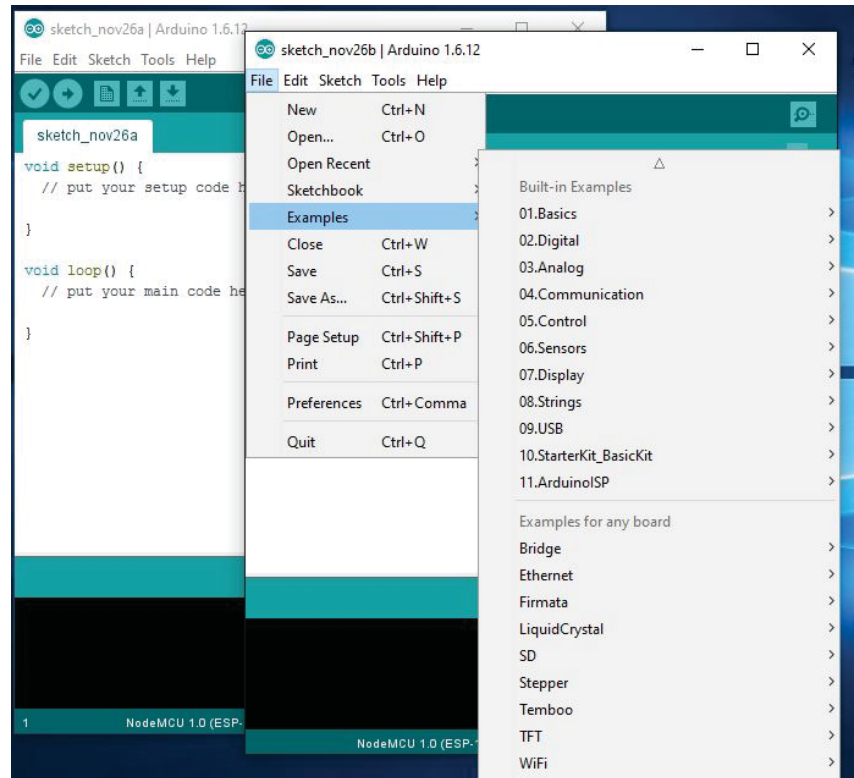 sketch_nov26a | Arduino 1.6.12
File Edit Sketch Tools Help
sketch_nov26a
void setup() {
// put your setup code
}
void loop() {
// put your main code he
}
1 NodeMCU 1.0 (ESP-
sketch_nov26b | Arduino 1.6.12
File Edit Sketch Tools Help
New Ctrl+N
Open... Ctrl+O
Open Recent
Sketchbook
Examples
Close Ctrl+W
Save Ctrl+S
Save As... Ctrl+Shift+S
Page Setup Ctrl+Shift+P
Print Ctrl+P
Preferences Ctrl+Comma
Quit Ctrl+Q
NodeMCU 1.0 (ESP-
Built-in Examples
01.Basics
02.Digital
03.Analog
04.Communication
05.Control
06.Sensors
07.Display
08.Strings
09.USB
10.StarterKit_BasicKit
11.ArduinoISP
Examples for any board
Bridge
Ethernet
Firmata
LiquidCrystal
SD
Stepper
Temboo
TFT
WiFi